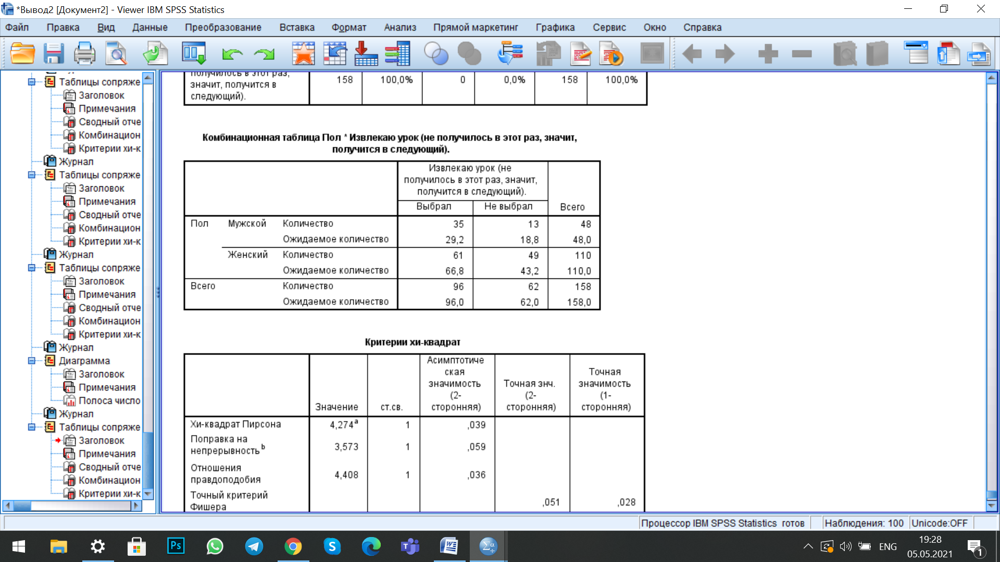 *Вывод2 [Документ2] - Viewer IBM SPSS Statistics
Файл Правка Вид Данные Преобразование Вставка Формат Анализ Прямой маркетинг Графика Сервис Окно Справка
Таблицы сопряже
Заголовок
Примечания
Сводный отче
Комбинацион
Критерии хи-к
Журнал
Таблицы сопряже
Заголовок
Примечания
Сводный отче
Комбинацион
Критерии хи-к
Журнал
Таблицы сопряже
Заголовок
Примечания
Сводный отче
Комбинацион
Критерии хи-к
Журнал
Диаграмма
Заголовок
Примечания
Полоса число
Журнал
Таблицы сопряже
Заголовок
Примечания
Сводный отче
Комбинацион
Критерии хи-к
получилось в этот раз,
значит, получится в
следующий).
158 100,0% 0 0,0% 158 100,0%
Комбинационная таблица Пол * Извлекаю урок (не получилось в этот раз, значит,
получится в следующий).
Извлекаю урок (не
получилось в этот раз, значит,
получится в следующий).
Выбрал Не выбрал Всего
Пол Мужской Количество 35 13 48
Ожидаемое количество 29,2 18,8 48,0
Женский Количество 61 49 110
Ожидаемое количество 66,8 43,2 110,0
Всего Количество 96 62 158
Ожидаемое количество 96,0 62,0 158,0
Критерии хи-квадрат
Значение
ст.св.
Асимптотиче
ская
значимость
(2-
сторонняя)
Точная знч.
(2-
сторонняя)
Точная
значимость
(1-
сторонняя)
Хи-квадрат Пирсона 4,274a 1 ,039
Поправка на
непрерывностьb 3,573 1 ,059
Отношения
правдоподобия 4,408 1 ,036
Точный критерий
Фишера ,051 ,028
Процессор IBM SPSS Statistics готов Наблюдения: 100 Unicode:OFF
Ps
ENG
19:28
05.05.2021
1